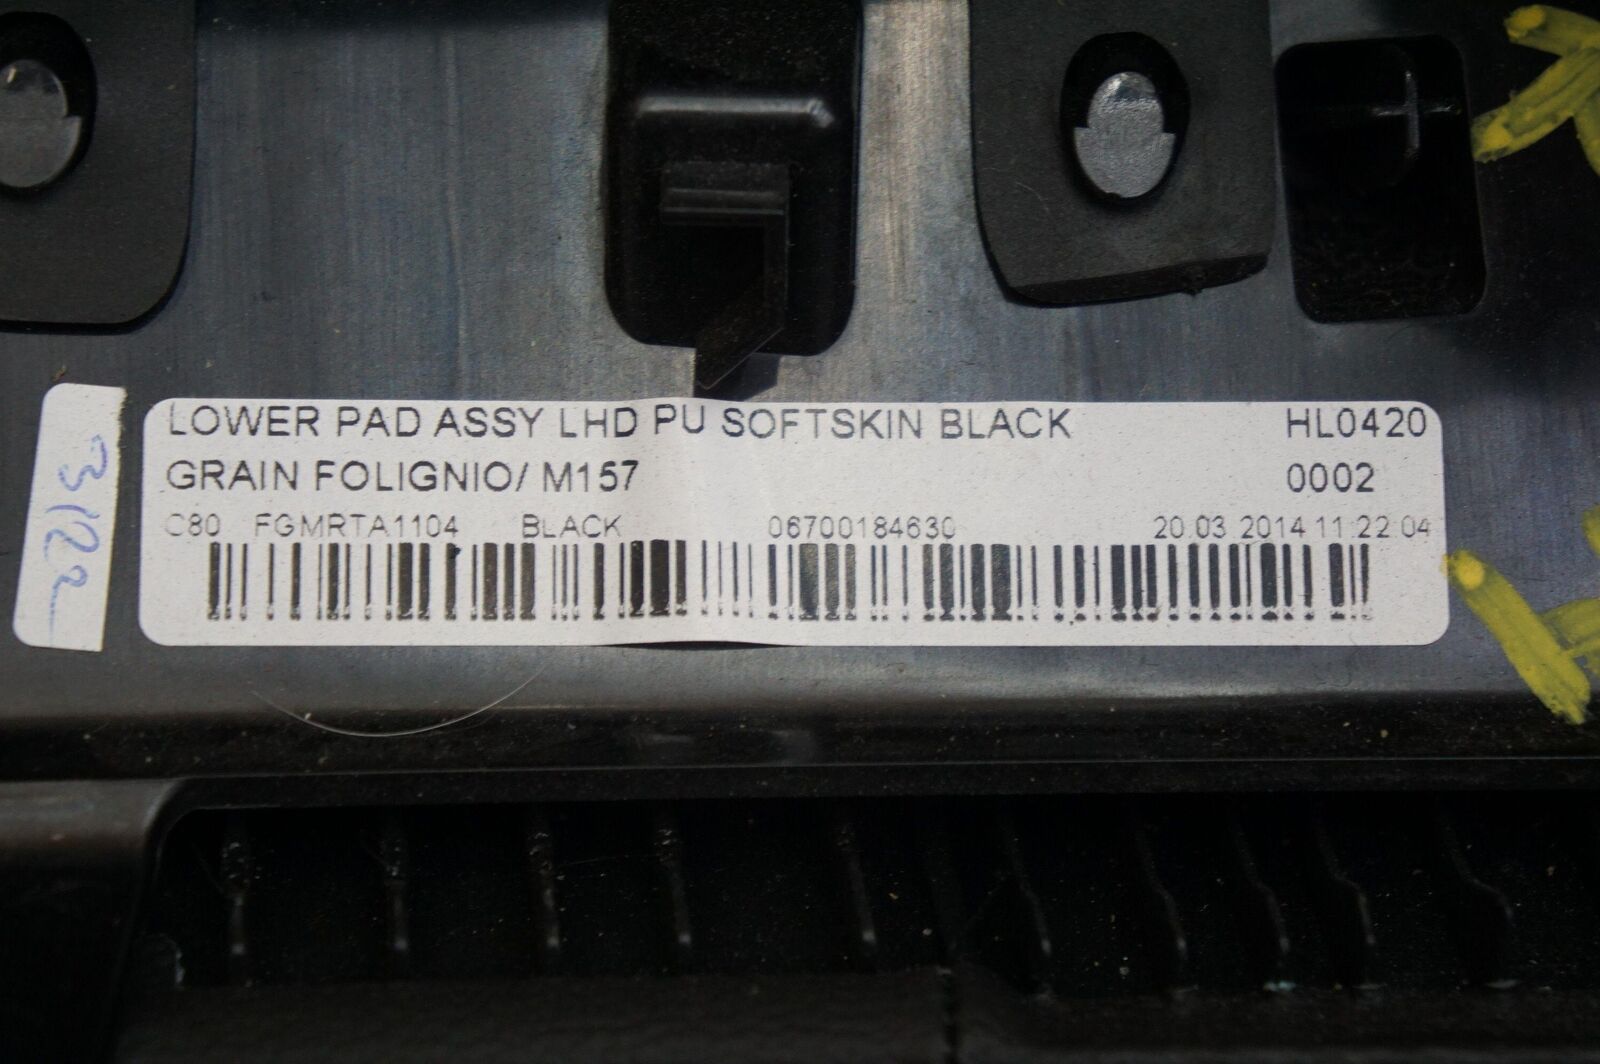 LOWER PAD ASSY LHD PU SOFTSKIN BLACK HL0420
GRAIN FOLIGNIO/ M157 0002
C80 FGMRTA1104 BLACK 06700184630 20.03.2014 11:22:04
3122